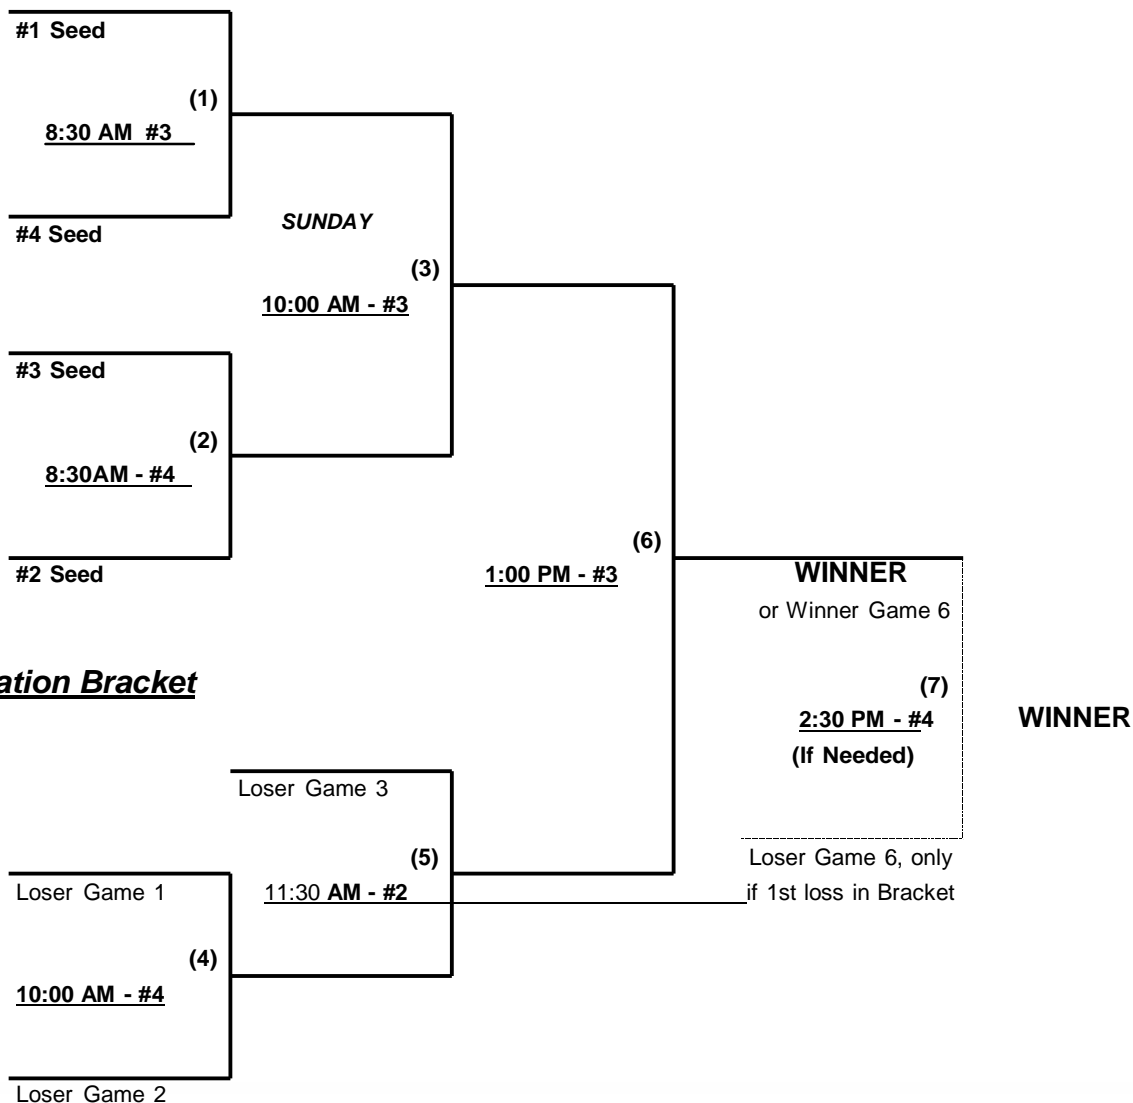 #1 Seed
(1)
8:30 AM #3
#4 Seed
SUNDAY
(3)
10:00 AM - #3
#3 Seed
(2)
8:30AM - #4
#2 Seed
(6)
1:00 PM - #3
WINNER
or Winner Game 6
ation Bracket
(7)
2:30 PM - #4
WINNER
(If Needed)
Loser Game 3
(5)
Loser Game 6, only
Loser Game 1
11:30 AM - #2
if 1st loss in Bracket
(4)
10:00 AM - #4
Loser Game 2